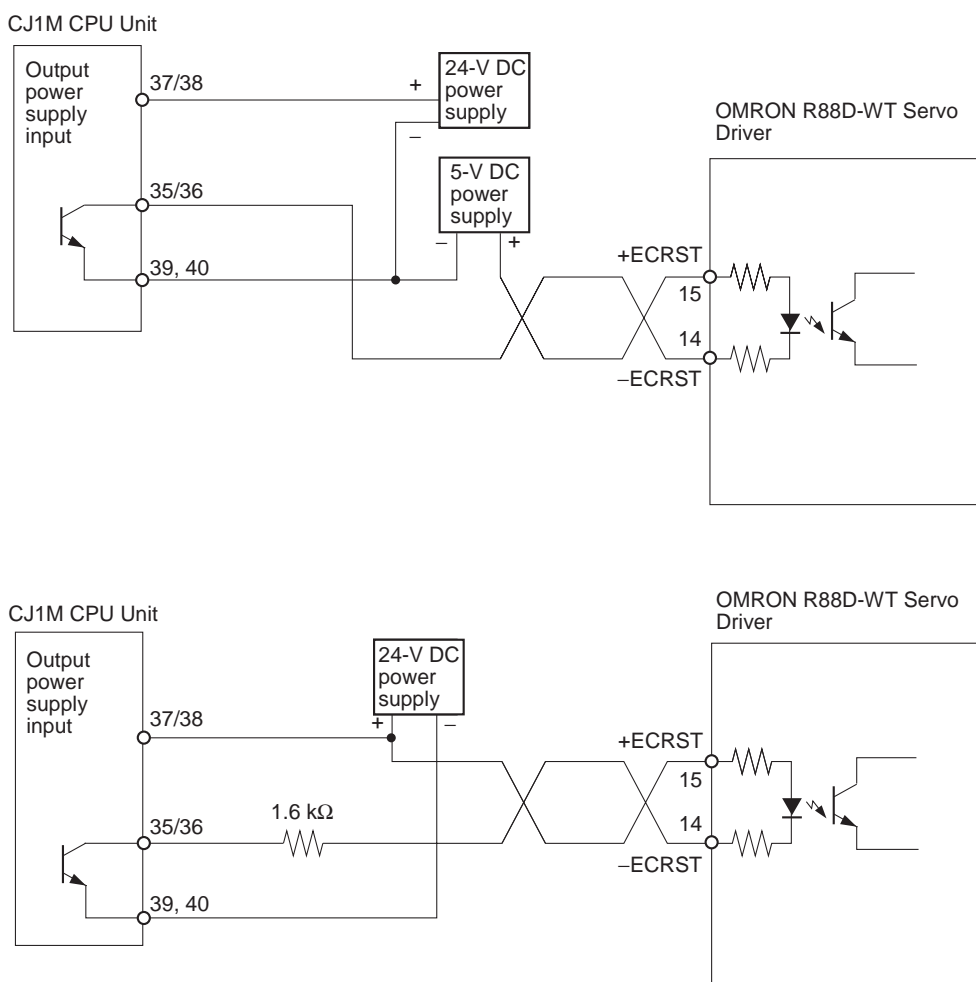 CJ1M CPU Unit
Output
power
supply
input
37/38
+
−
24-V DC
power
supply
35/36
5-V DC
power
supply
−
+
39, 40
OMRON R88D-WT Servo
Driver
+ECRST
15
14
−ECRST
CJ1M CPU Unit
Output
power
supply
input
37/38
24-V DC
power
supply
+
−
35/36
1.6 kΩ
39, 40
OMRON R88D-WT Servo
Driver
+ECRST
15
14
−ECRST